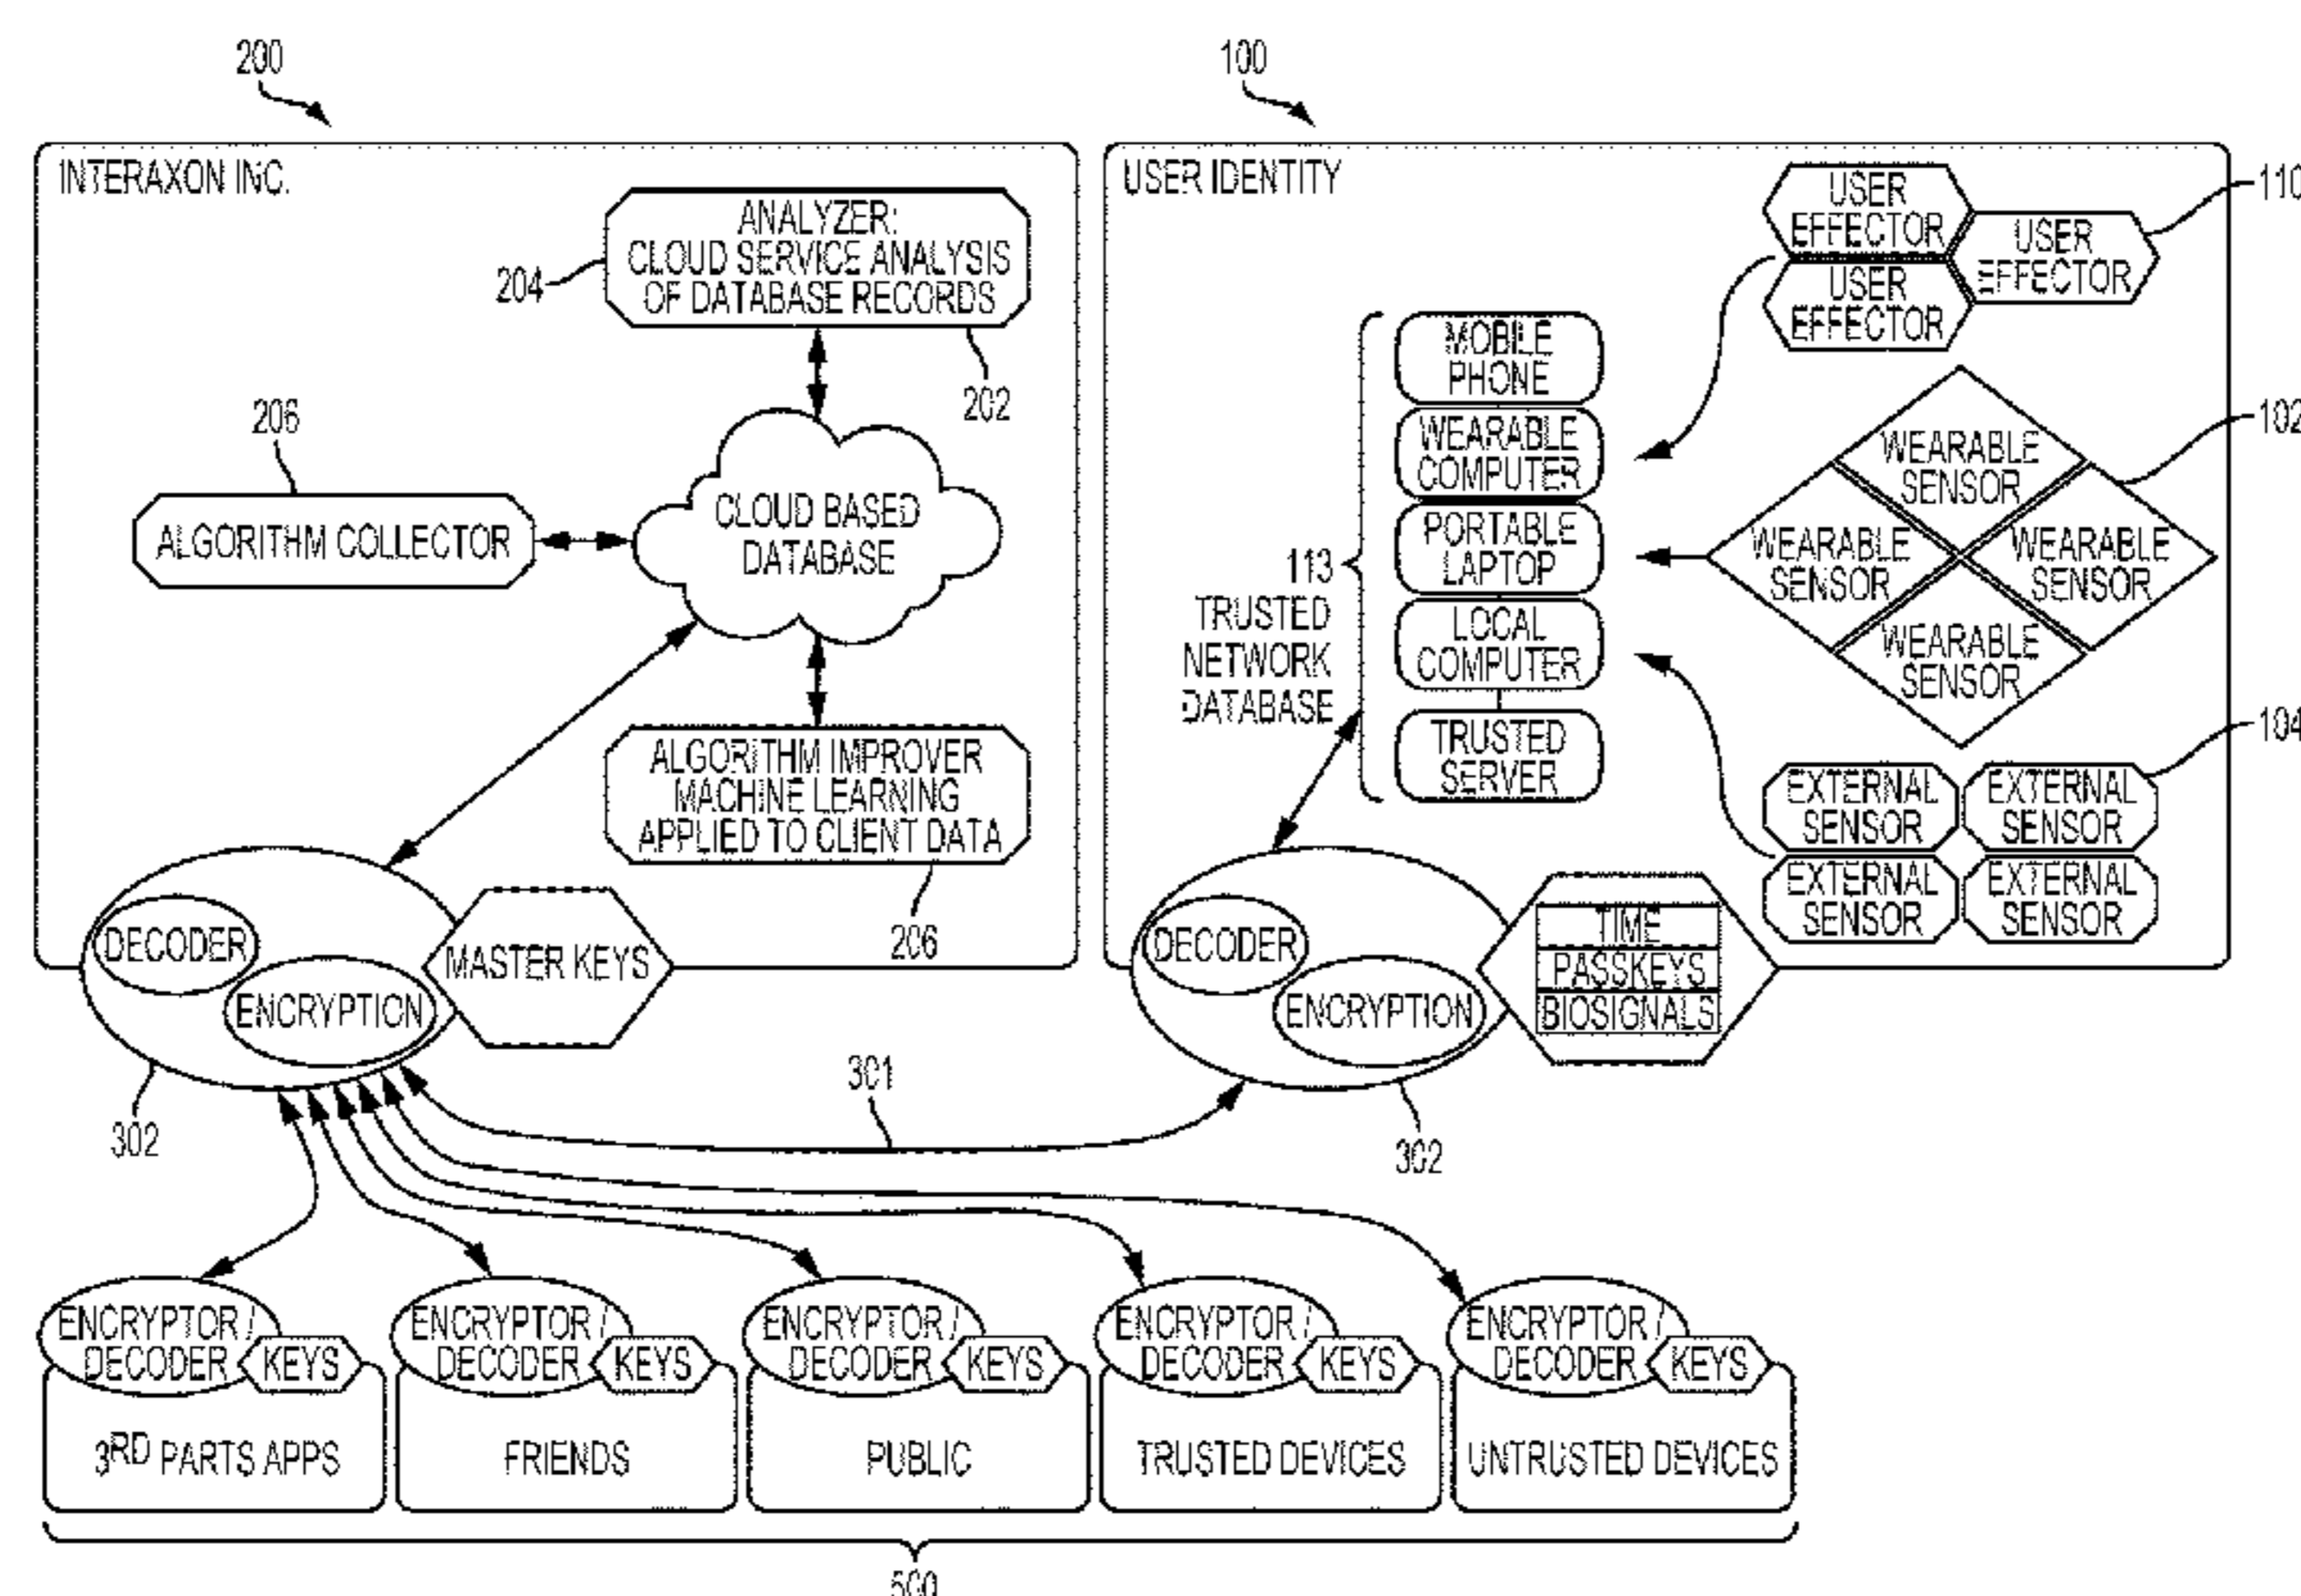 200
100
INTERAXON INC.
ANALYZER:
CLOUD SERVICE ANALYSIS
OF DATABASE RECORDS
204
202
206
ALGORITHM COLLECTOR
CLOUD BASED
DATABASE
ALGORITHM IMPROVER
MACHINE LEARNING
APPLIED TO CLIENT DATA
206
DECODER
ENCRYPTION
MASTER KEYS
302
USER IDENTITY
USER
EFFECTOR
USER
EFFECTOR
USER
EFFECTOR
110
MOBILE
PHONE
WEARABLE
COMPUTER
PORTABLE
LAPTOP
LOCAL
COMPUTER
TRUSTED
SERVER
113
TRUSTED
NETWORK
DATABASE
WEARABLE
SENSOR
WEARABLE
SENSOR
WEARABLE
SENSOR
WEARABLE
SENSOR
102
EXTERNAL
SENSOR
EXTERNAL
SENSOR
EXTERNAL
SENSOR
EXTERNAL
SENSOR
104
DECODER
ENCRYPTION
TIME
PASSKEYS
BIOSIGNALS
302
301
ENCRYPTOR /
DECODER
KEYS
3RD PARTS APPS
ENCRYPTOR /
DECODER
KEYS
FRIENDS
ENCRYPTOR /
DECODER
KEYS
PUBLIC
ENCRYPTOR /
DECODER
KEYS
TRUSTED DEVICES
ENCRYPTOR /
DECODER
KEYS
UNTRUSTED DEVICES
500